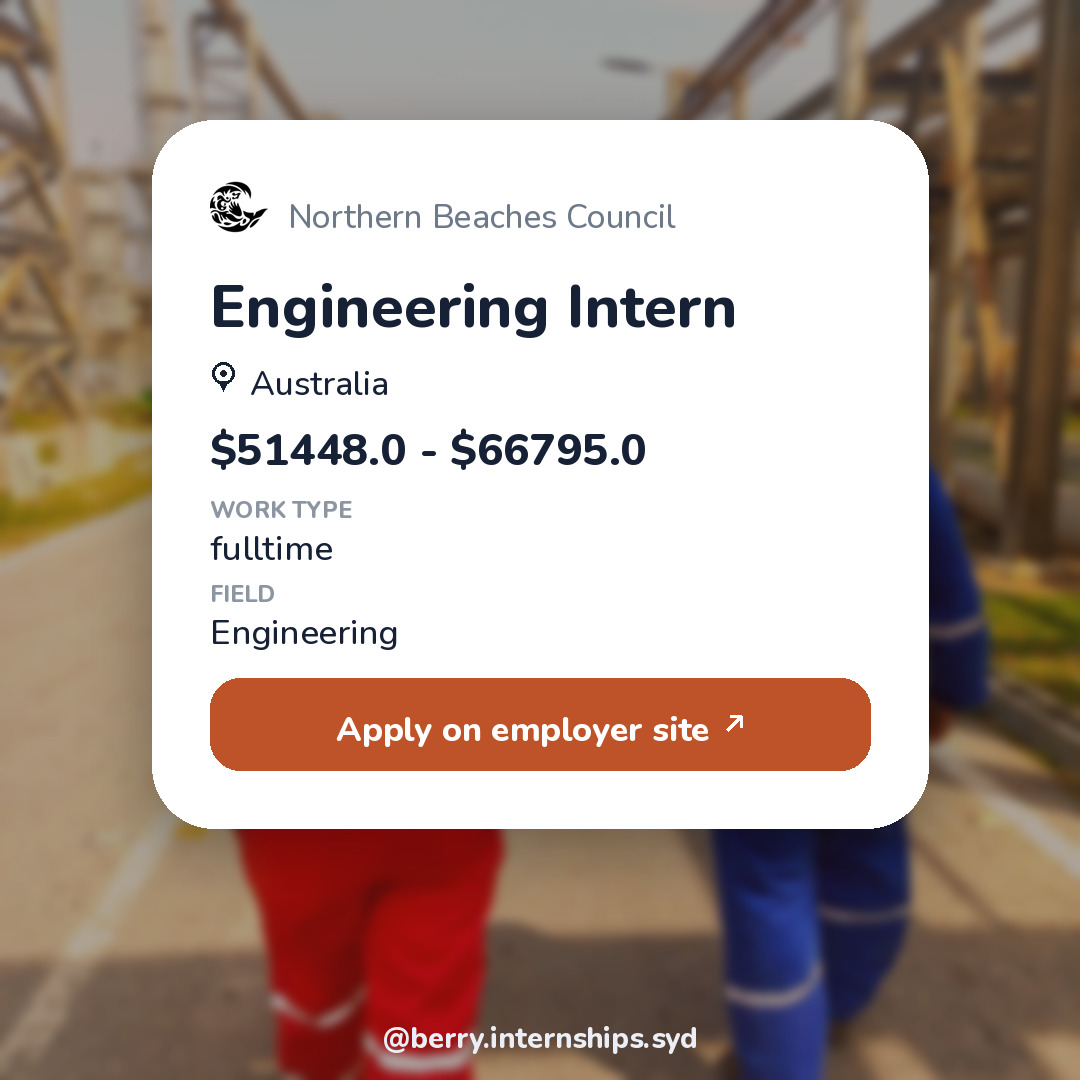 Northern Beaches Council
Engineering Intern
Australia
$51448.0 - $66795.0
WORK TYPE
fulltime
FIELD
Engineering
Apply on employer site ↗
@berry.internships.syd